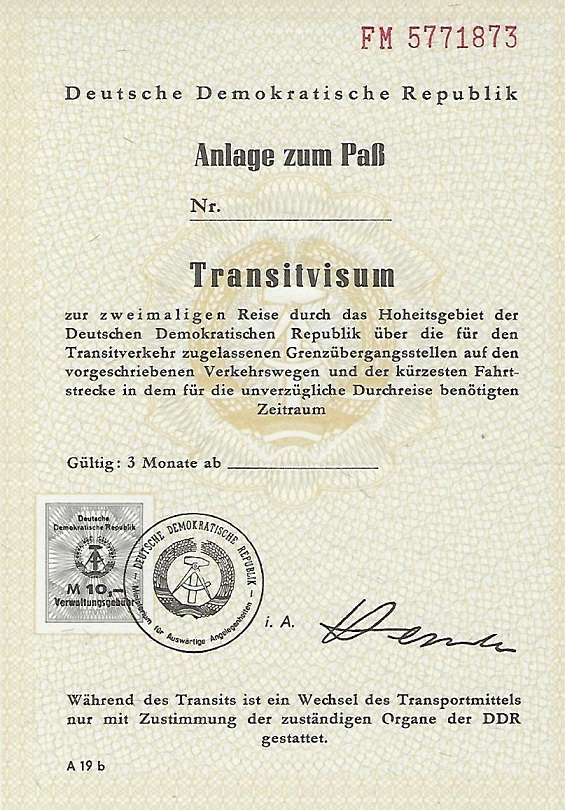 FM 5771873
Deutsche Demokratische Republik
Anlage zum Paß
Nr.
Transitvisum
zur zweimaligen Reise durch das Hoheitsgebiet der
Deutschen Demokratischen Republik über die für den
Transitverkehr zugelassenen Grenzübergangsstellen auf den
vorgeschriebenen Verkehrswegen und der kürzesten Fahrt-
strecke in dem für die unverzügliche Durchreise benötigten
Zeitraum
Gültig: 3 Monate ab
Deutsche
Demokratische Republik
M 10,–
Verwaltungsgebühr
DEUTSCHE DEMOKRATISCHE REPUBLIK
Ministerium für Auswärtige Angelegenheiten
i. A.
Während des Transits ist ein Wechsel des Transportmittels
nur mit Zustimmung der zuständigen Organe der DDR
gestattet.
A 19 b